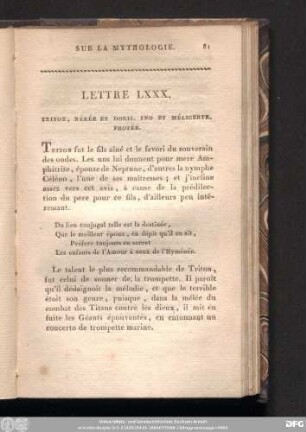 SUR LA MYTHOLOGIE. 81
LETTRE LXXX.
TRITON, NÉRÉE ET DORIS. INO ET MÉLICERTE.
PROTÉE.
TRITON fut le fils aîné et le favori du souverain
des ondes. Les uns lui donnent pour mere Am-
phitrite, épouse de Neptune, d'autres la nymphe
Céléno, l'une de ses maîtresses ; et j'incline
assez vers cet avis, à cause de la prédilec-
tion du pere pour ce fils, d'ailleurs peu inté-
ressant.
Du lien conjugal telle est la destinée,
Que le meilleur époux, en dépit qu'il en ait,
Préfere toujours en secret
Les enfans de l'Amour à ceux de l'Hyménée.
Le talent le plus recommandable de Triton,
fut celui de sonner de la trompette. Il paroît
qu'il dédaignoit la mélodie, et que le terrible
étoit son genre, puisque, dans la mêlée du
combat des Titans contre les dieux, il mit en
fuite les Géants épouvantés, en entonnant un
concerto de trompette marine.